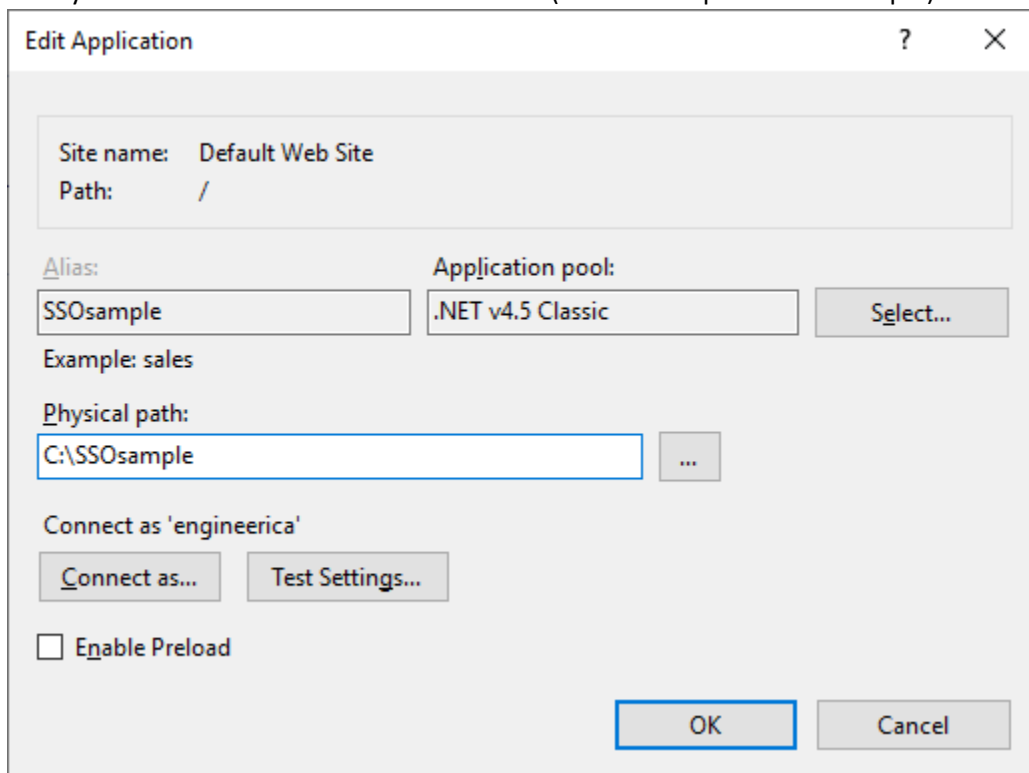 Edit Application
? ×
Site name: Default Web Site
Path: /
Alias: Application pool:
SSOsample .NET v4.5 Classic Select...
Example: sales
Physical path:
C:\SSOsample ...
Connect as 'engineerica'
Connect as... Test Settings...
Enable Preload
OK Cancel